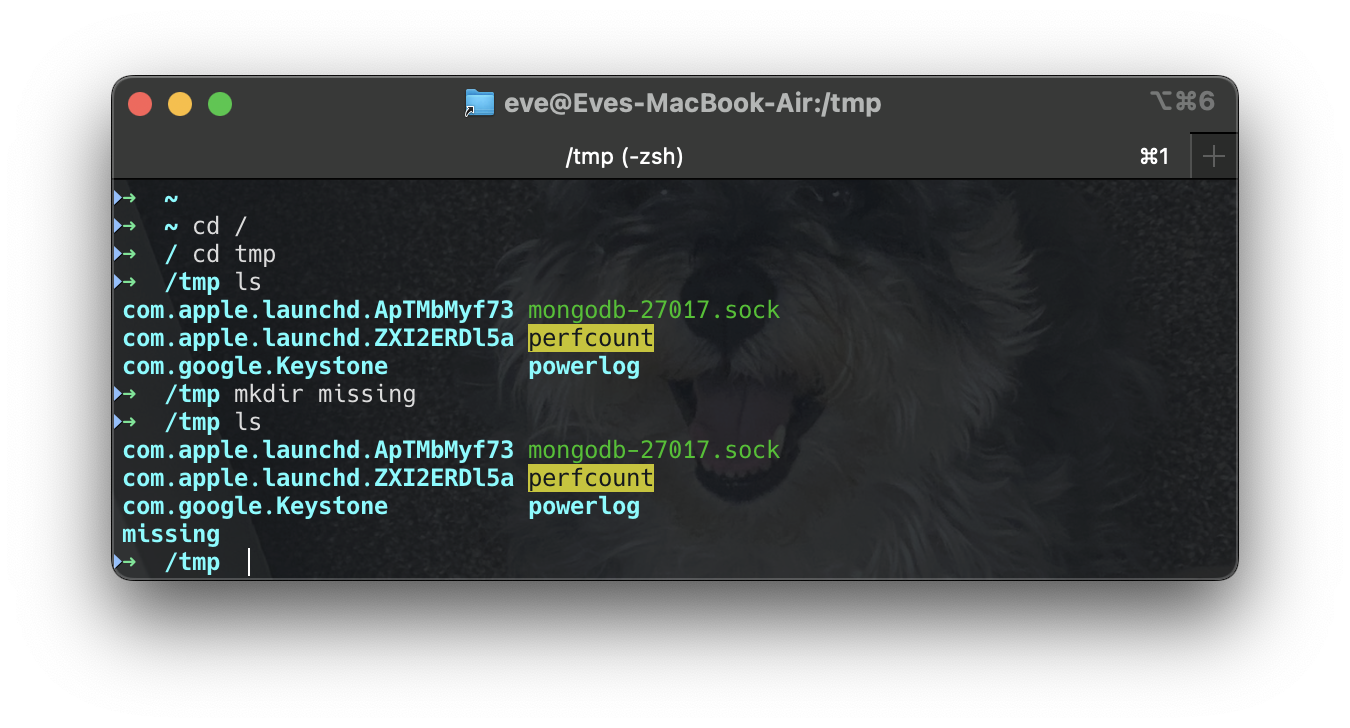 eve@Eves-MacBook-Air:/tmp ⌥⌘6
/tmp (-zsh) ⌘1
➜ ~
➜ ~ cd /
➜ / cd tmp
➜ /tmp ls
com.apple.launchd.ApTMbMyf73 mongodb-27017.sock
com.apple.launchd.ZXI2ERDl5a perfcount
com.google.Keystone powerlog
➜ /tmp mkdir missing
➜ /tmp ls
com.apple.launchd.ApTMbMyf73 mongodb-27017.sock
com.apple.launchd.ZXI2ERDl5a perfcount
com.google.Keystone powerlog
missing
➜ /tmp